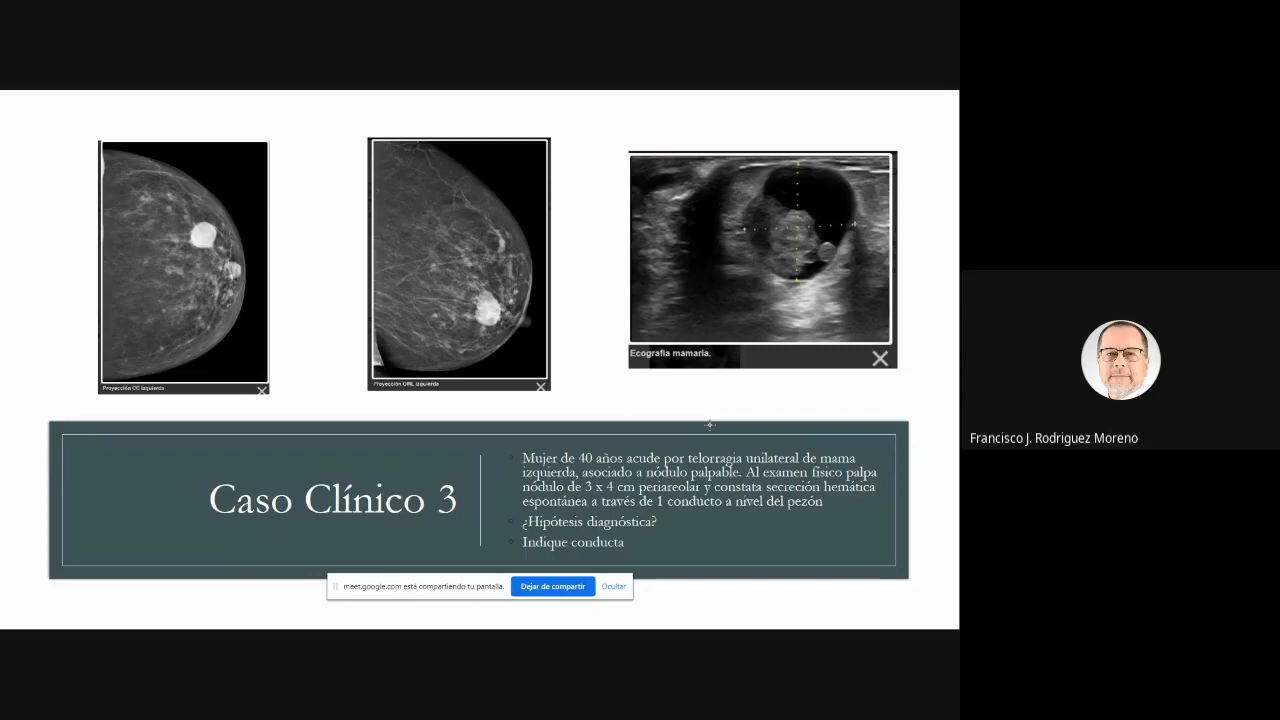 Proyección CC Izquierda
Proyección OML Izquierda
Ecografía mamaria.
Caso Clínico 3
Mujer de 40 años acude por telorragia unilateral de mama
izquierda, asociado a nódulo palpable. Al examen físico palpa
nódulo de 3 x 4 cm periareolar y constata secreción hemática
espontánea a través de 1 conducto a nivel del pezón
¿Hipótesis diagnóstica?
Indique conducta
meet.google.com está compartiendo tu pantalla. Dejar de compartir Ocultar
Francisco J. Rodriguez Moreno